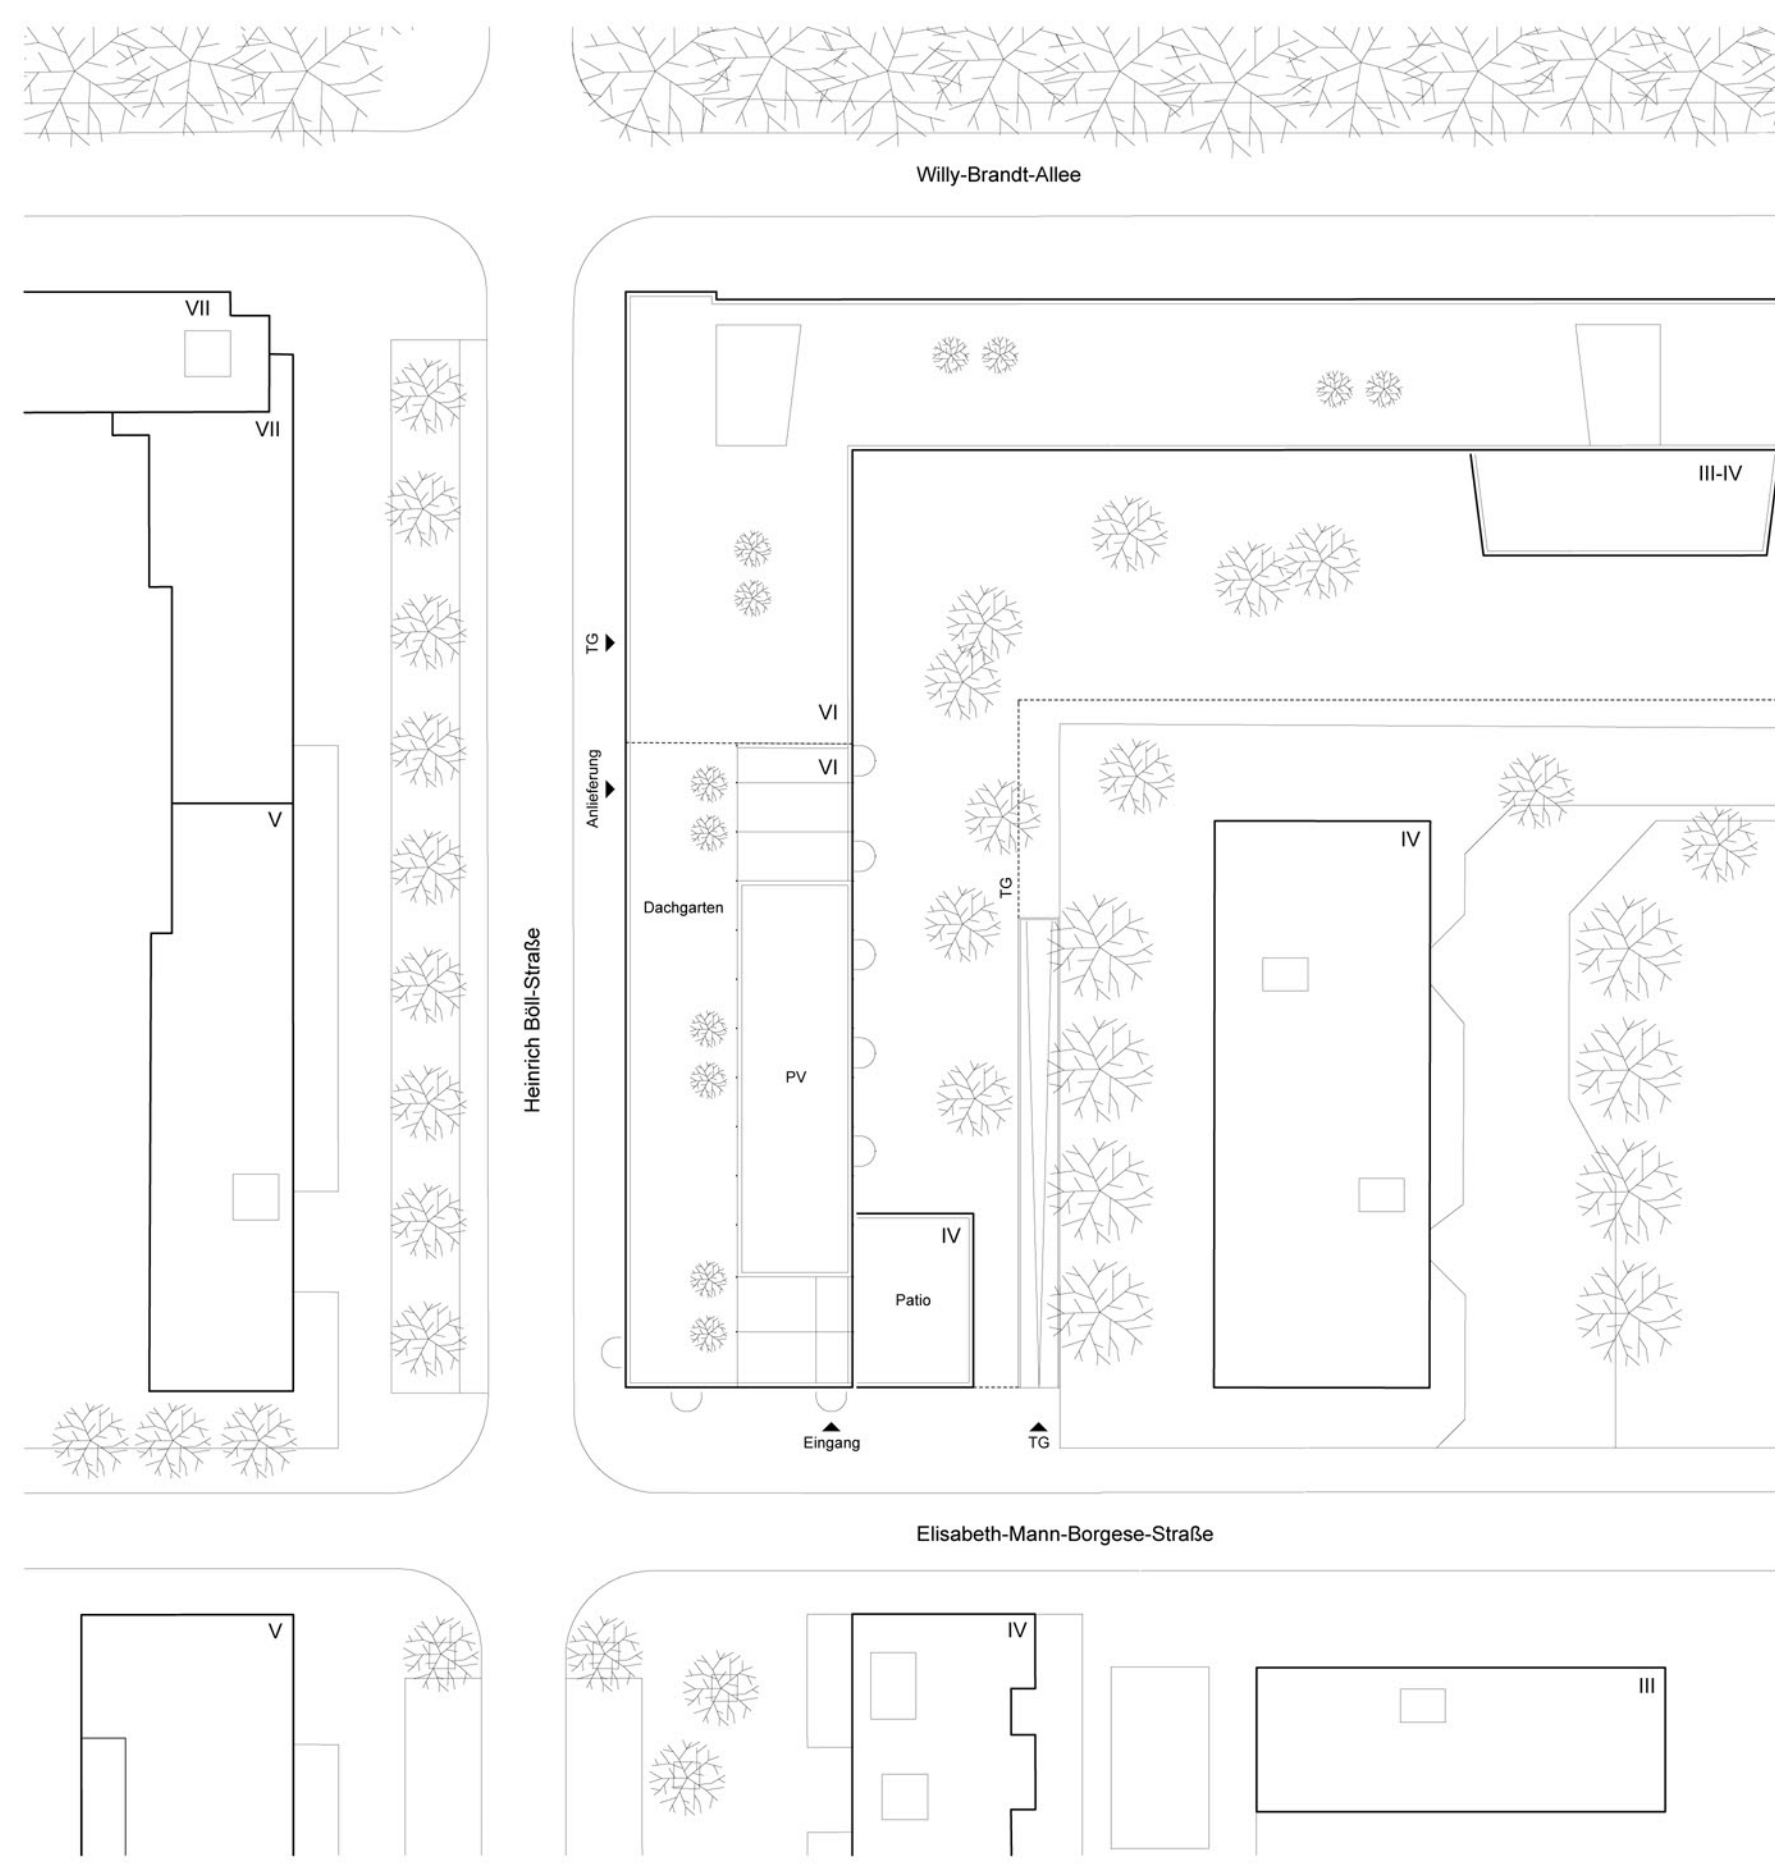 Willy-Brandt-Allee
VII
VII
III-IV
TG
VI
VI
Anlieferung
V
IV
TG
Dachgarten
Heinrich Böll-Straße
PV
IV
Patio
Eingang
TG
Elisabeth-Mann-Borgese-Straße
V
IV
III